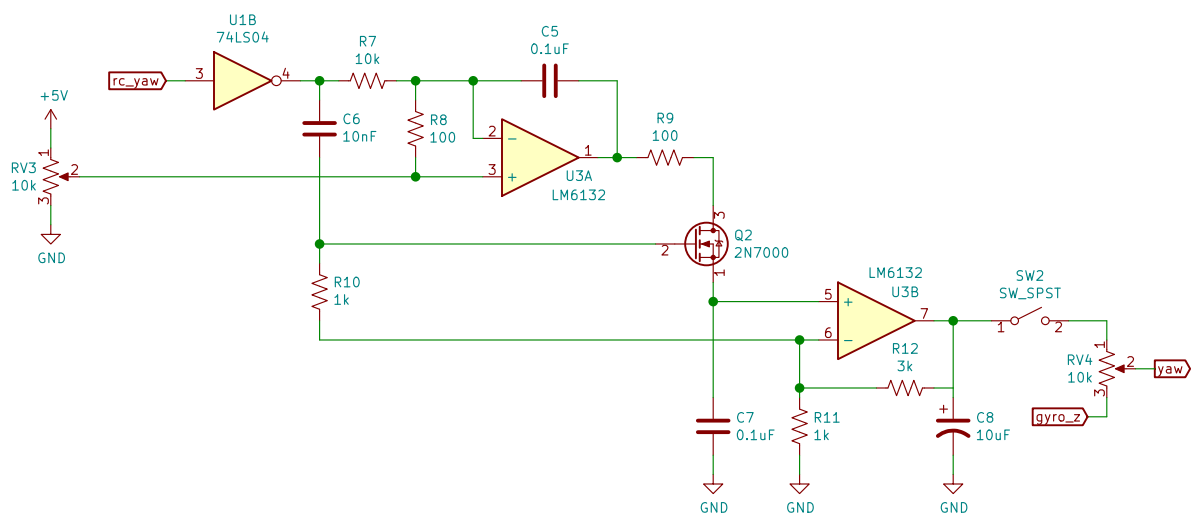 U1B
74LS04
rc_yaw
3
4
R7
10k
C5
0.1uF
+5V
C6
10nF
R8
100
2
−
3
+
1
U3A
LM6132
R9
100
RV3
10k
1
2
3
GND
3
2
1
Q2
2N7000
R10
1k
LM6132
U3B
5
+
6
−
7
SW2
SW_SPST
1
2
R12
3k
RV4
10k
1
2
3
yaw
gyro_z
C7
0.1uF
R11
1k
+
C8
10uF
GND
GND
GND